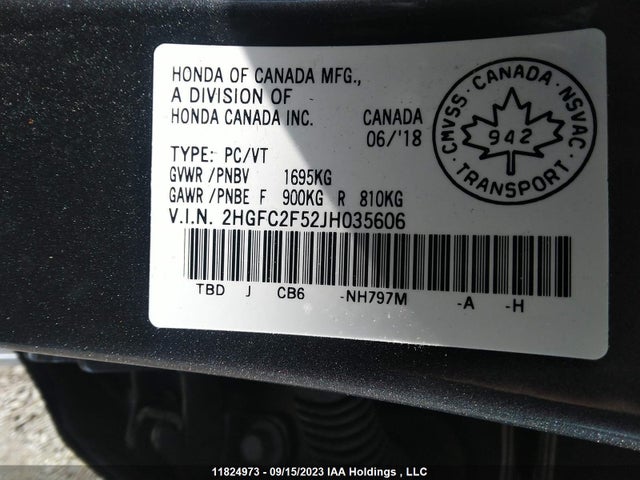 HONDA OF CANADA MFG.,
A DIVISION OF
HONDA CANADA INC. CANADA
06/'18
TYPE: PC/VT
GVWR /PNBV 1695KG
GAWR /PNBE F 900KG R 810KG
V.I.N. 2HGFC2F52JH035606
TBD J CB6 -NH797M -A -H
CMVSS · CANADA · NSVAC
942
TRANSPORT
11824973 - 09/15/2023 IAA Holdings , LLC